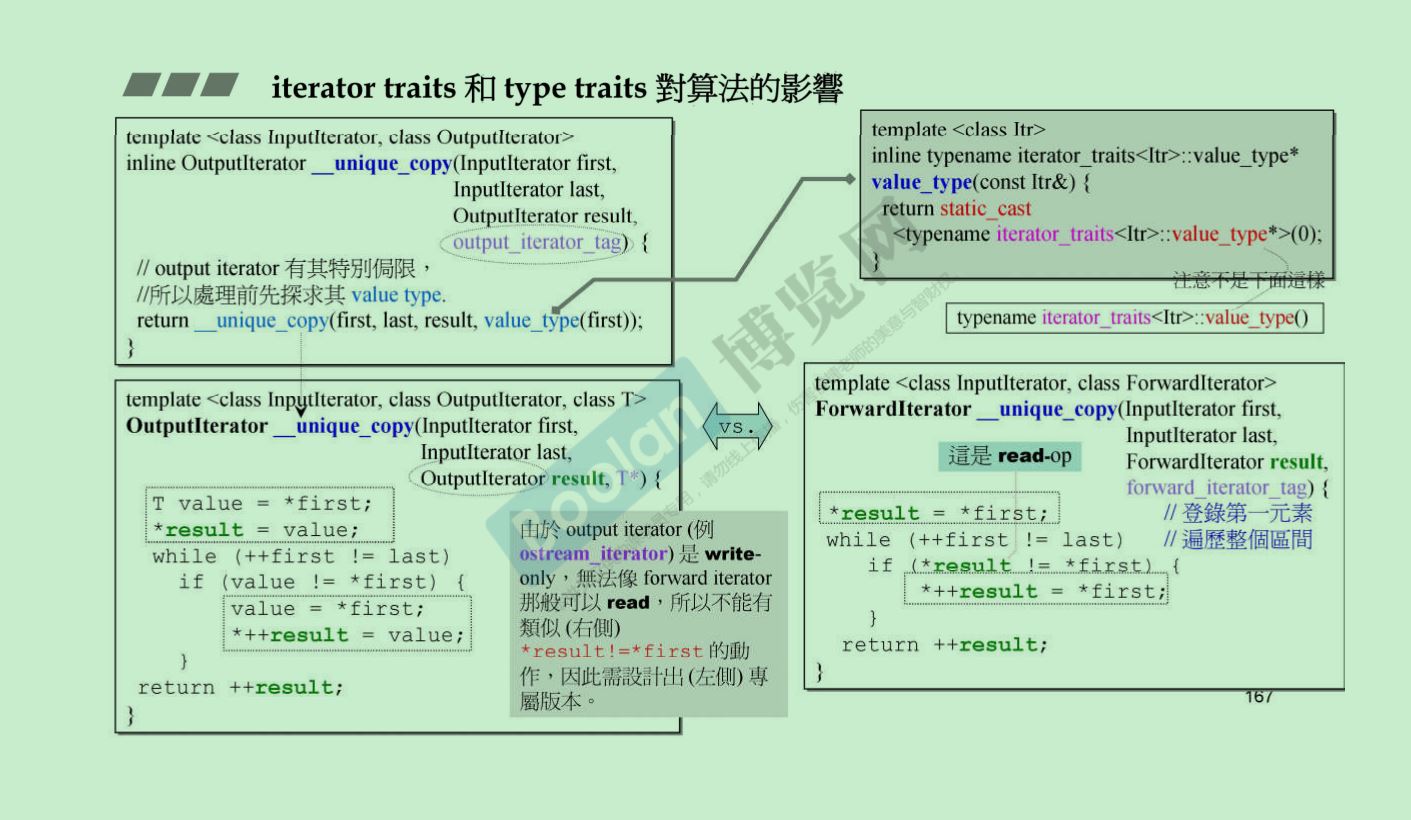 iterator traits 和 type traits 對算法的影響
template <class InputIterator, class OutputIterator>
inline OutputIterator __unique_copy(InputIterator first,
InputIterator last,
OutputIterator result,
output_iterator_tag) {
// output iterator 有其特別侷限，
//所以處理前先探求其 value type.
return __unique_copy(first, last, result, value_type(first));
}
template <class Itr>
inline typename iterator_traits<Itr>::value_type*
value_type(const Itr&) {
return static_cast
<typename iterator_traits<Itr>::value_type*>(0);
}
注意不是下面這樣
typename iterator_traits<Itr>::value_type()
template <class InputIterator, class OutputIterator, class T>
OutputIterator __unique_copy(InputIterator first,
InputIterator last,
OutputIterator result, T*) {
T value = *first;
*result = value;
while (++first != last)
if (value != *first) {
value = *first;
*++result = value;
}
return ++result;
}
vs.
由於 output iterator (例
ostream_iterator) 是 write-
only，無法像 forward iterator
那般可以 read，所以不能有
類似 (右側)
*result!=*first 的動
作，因此需設計出 (左側) 專
屬版本。
template <class InputIterator, class ForwardIterator>
ForwardIterator __unique_copy(InputIterator first,
InputIterator last,
ForwardIterator result,
forward_iterator_tag) {
這是 read-op
*result = *first; // 登錄第一元素
while (++first != last) // 遍歷整個區間
if (*result != *first) {
*++result = *first;
}
return ++result;
}
167
Boolan
博览网